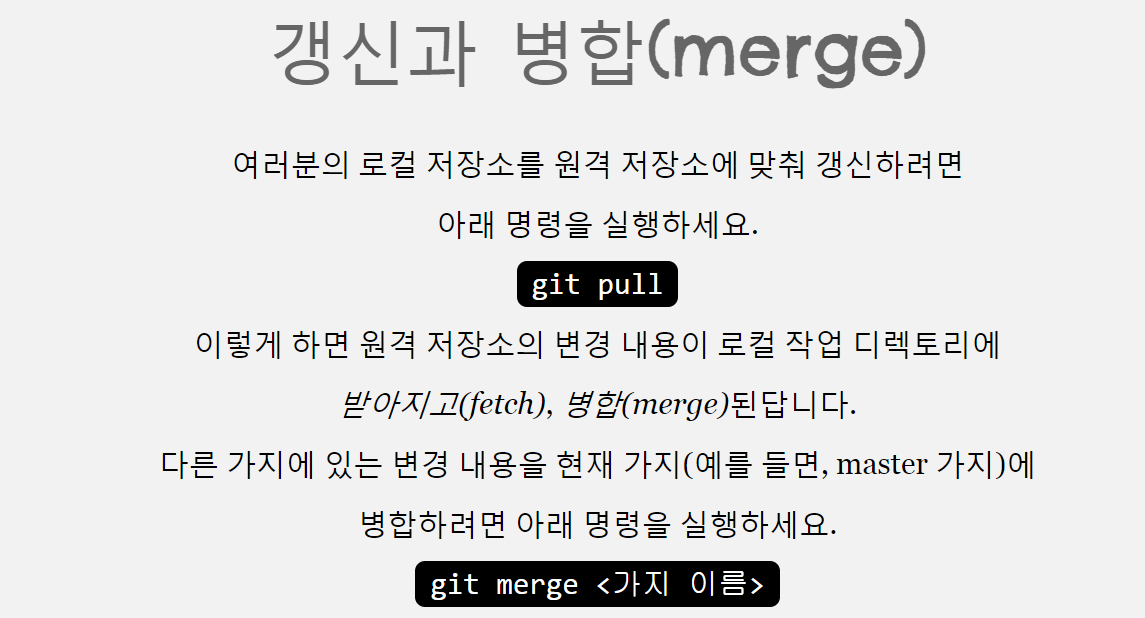 갱신과 병합(merge)
여러분의 로컬 저장소를 원격 저장소에 맞춰 갱신하려면
아래 명령을 실행하세요.
git pull
이렇게 하면 원격 저장소의 변경 내용이 로컬 작업 디렉토리에
받아지고(fetch), 병합(merge)된답니다.
다른 가지에 있는 변경 내용을 현재 가지(예를 들면, master 가지)에
병합하려면 아래 명령을 실행하세요.
git merge <가지 이름>